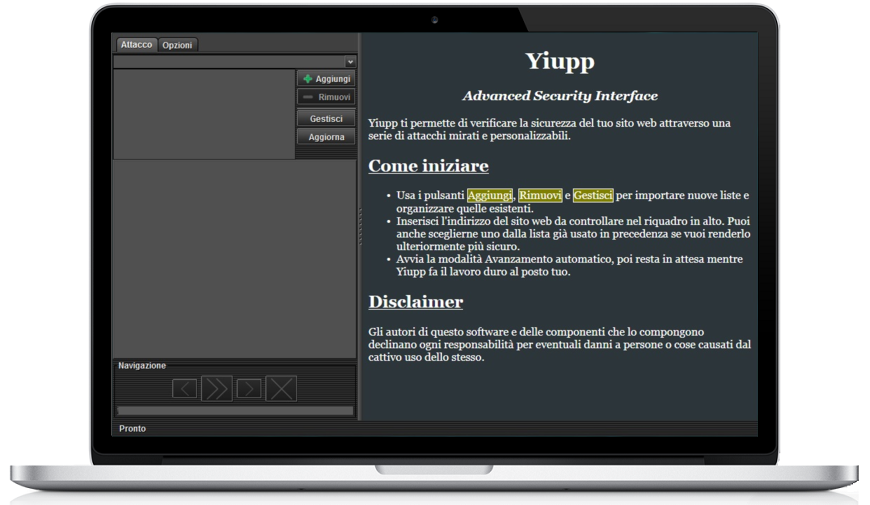 Attacco Opzioni
Aggiungi
Rimuovi
Gestisci
Aggiorna
Navigazione
Pronto
Yiupp
Advanced Security Interface
Yiupp ti permette di verificare la sicurezza del tuo sito web attraverso una
serie di attacchi mirati e personalizzabili.
Come iniziare
• Usa i pulsanti Aggiungi, Rimuovi e Gestisci per importare nuove liste e
organizzare quelle esistenti.
• Inserisci l'indirizzo del sito web da controllare nel riquadro in alto. Puoi
anche sceglierne uno dalla lista già usato in precedenza se vuoi renderlo
ulteriormente più sicuro.
• Avvia la modalità Avanzamento automatico, poi resta in attesa mentre
Yiupp fa il lavoro duro al posto tuo.
Disclaimer
Gli autori di questo software e delle componenti che lo compongono
declinano ogni responsabilità per eventuali danni a persone o cose causati dal
cattivo uso dello stesso.